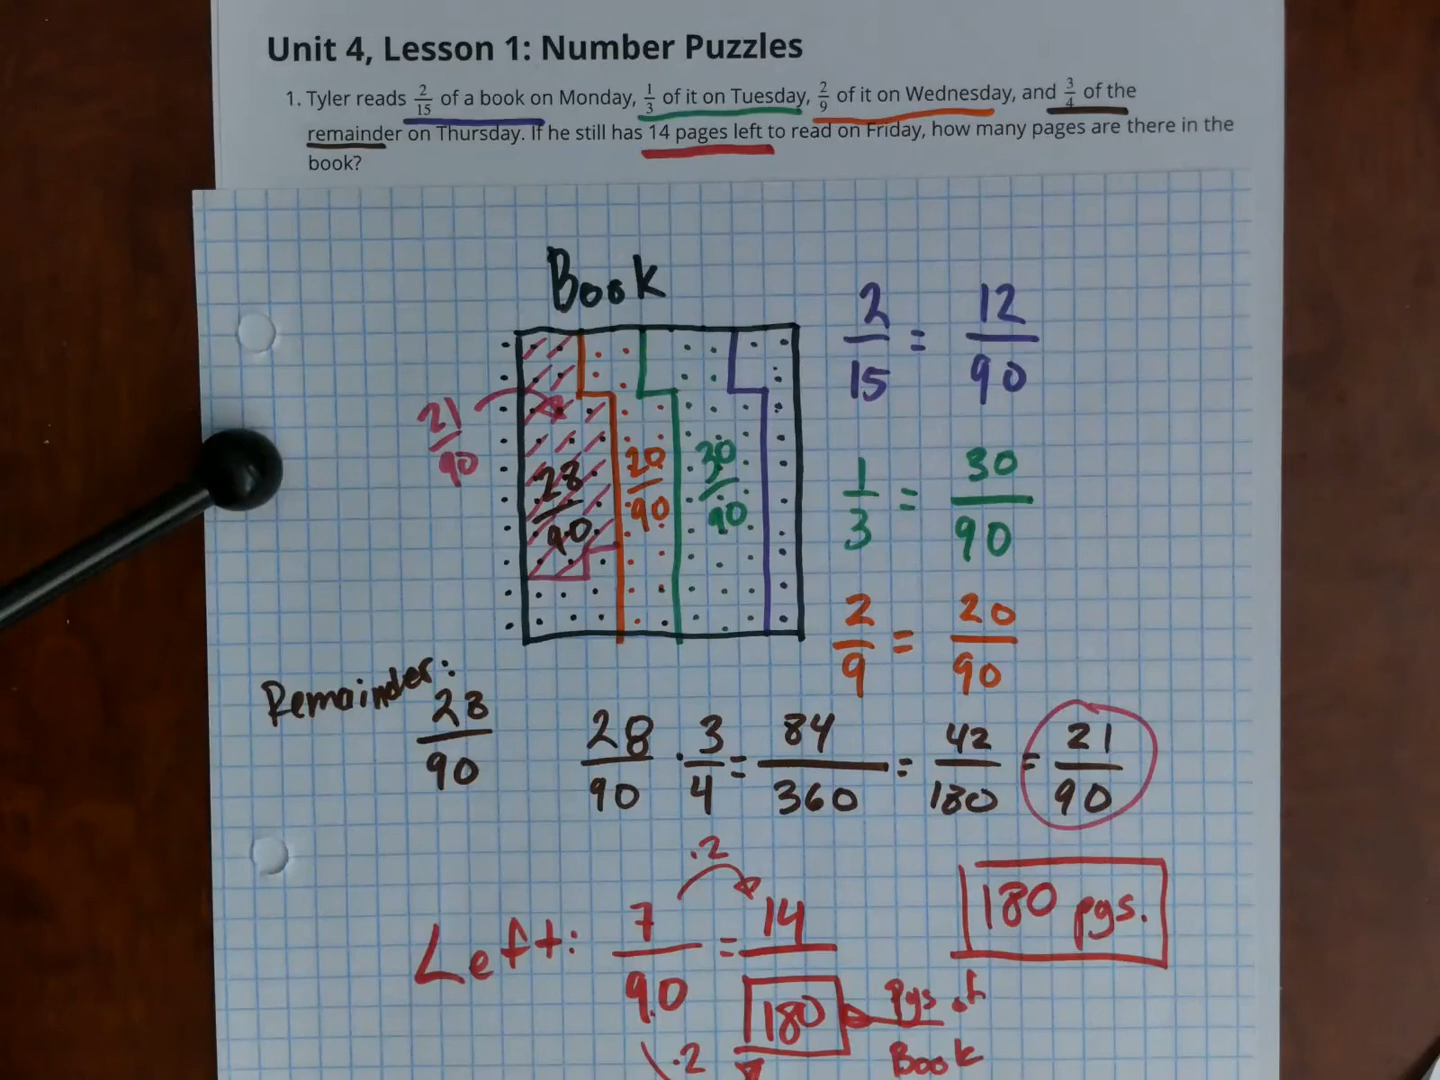 Unit 4, Lesson 1: Number Puzzles
1. Tyler reads 2/15 of a book on Monday, 1/3 of it on Tuesday, 2/9 of it on Wednesday, and 3/4 of the
remainder on Thursday. If he still has 14 pages left to read on Friday, how many pages are there in the
book?
Book
2/15 = 12/90
21/90
28/90 20/90 30/90
1/3 = 30/90
2/9 = 20/90
Remainder:
28/90
28/90 · 3/4 = 84/360 = 42/180 = 21/90
·2
Left: 7/90 = 14/180
180 pgs.
Pgs of
Book
·2